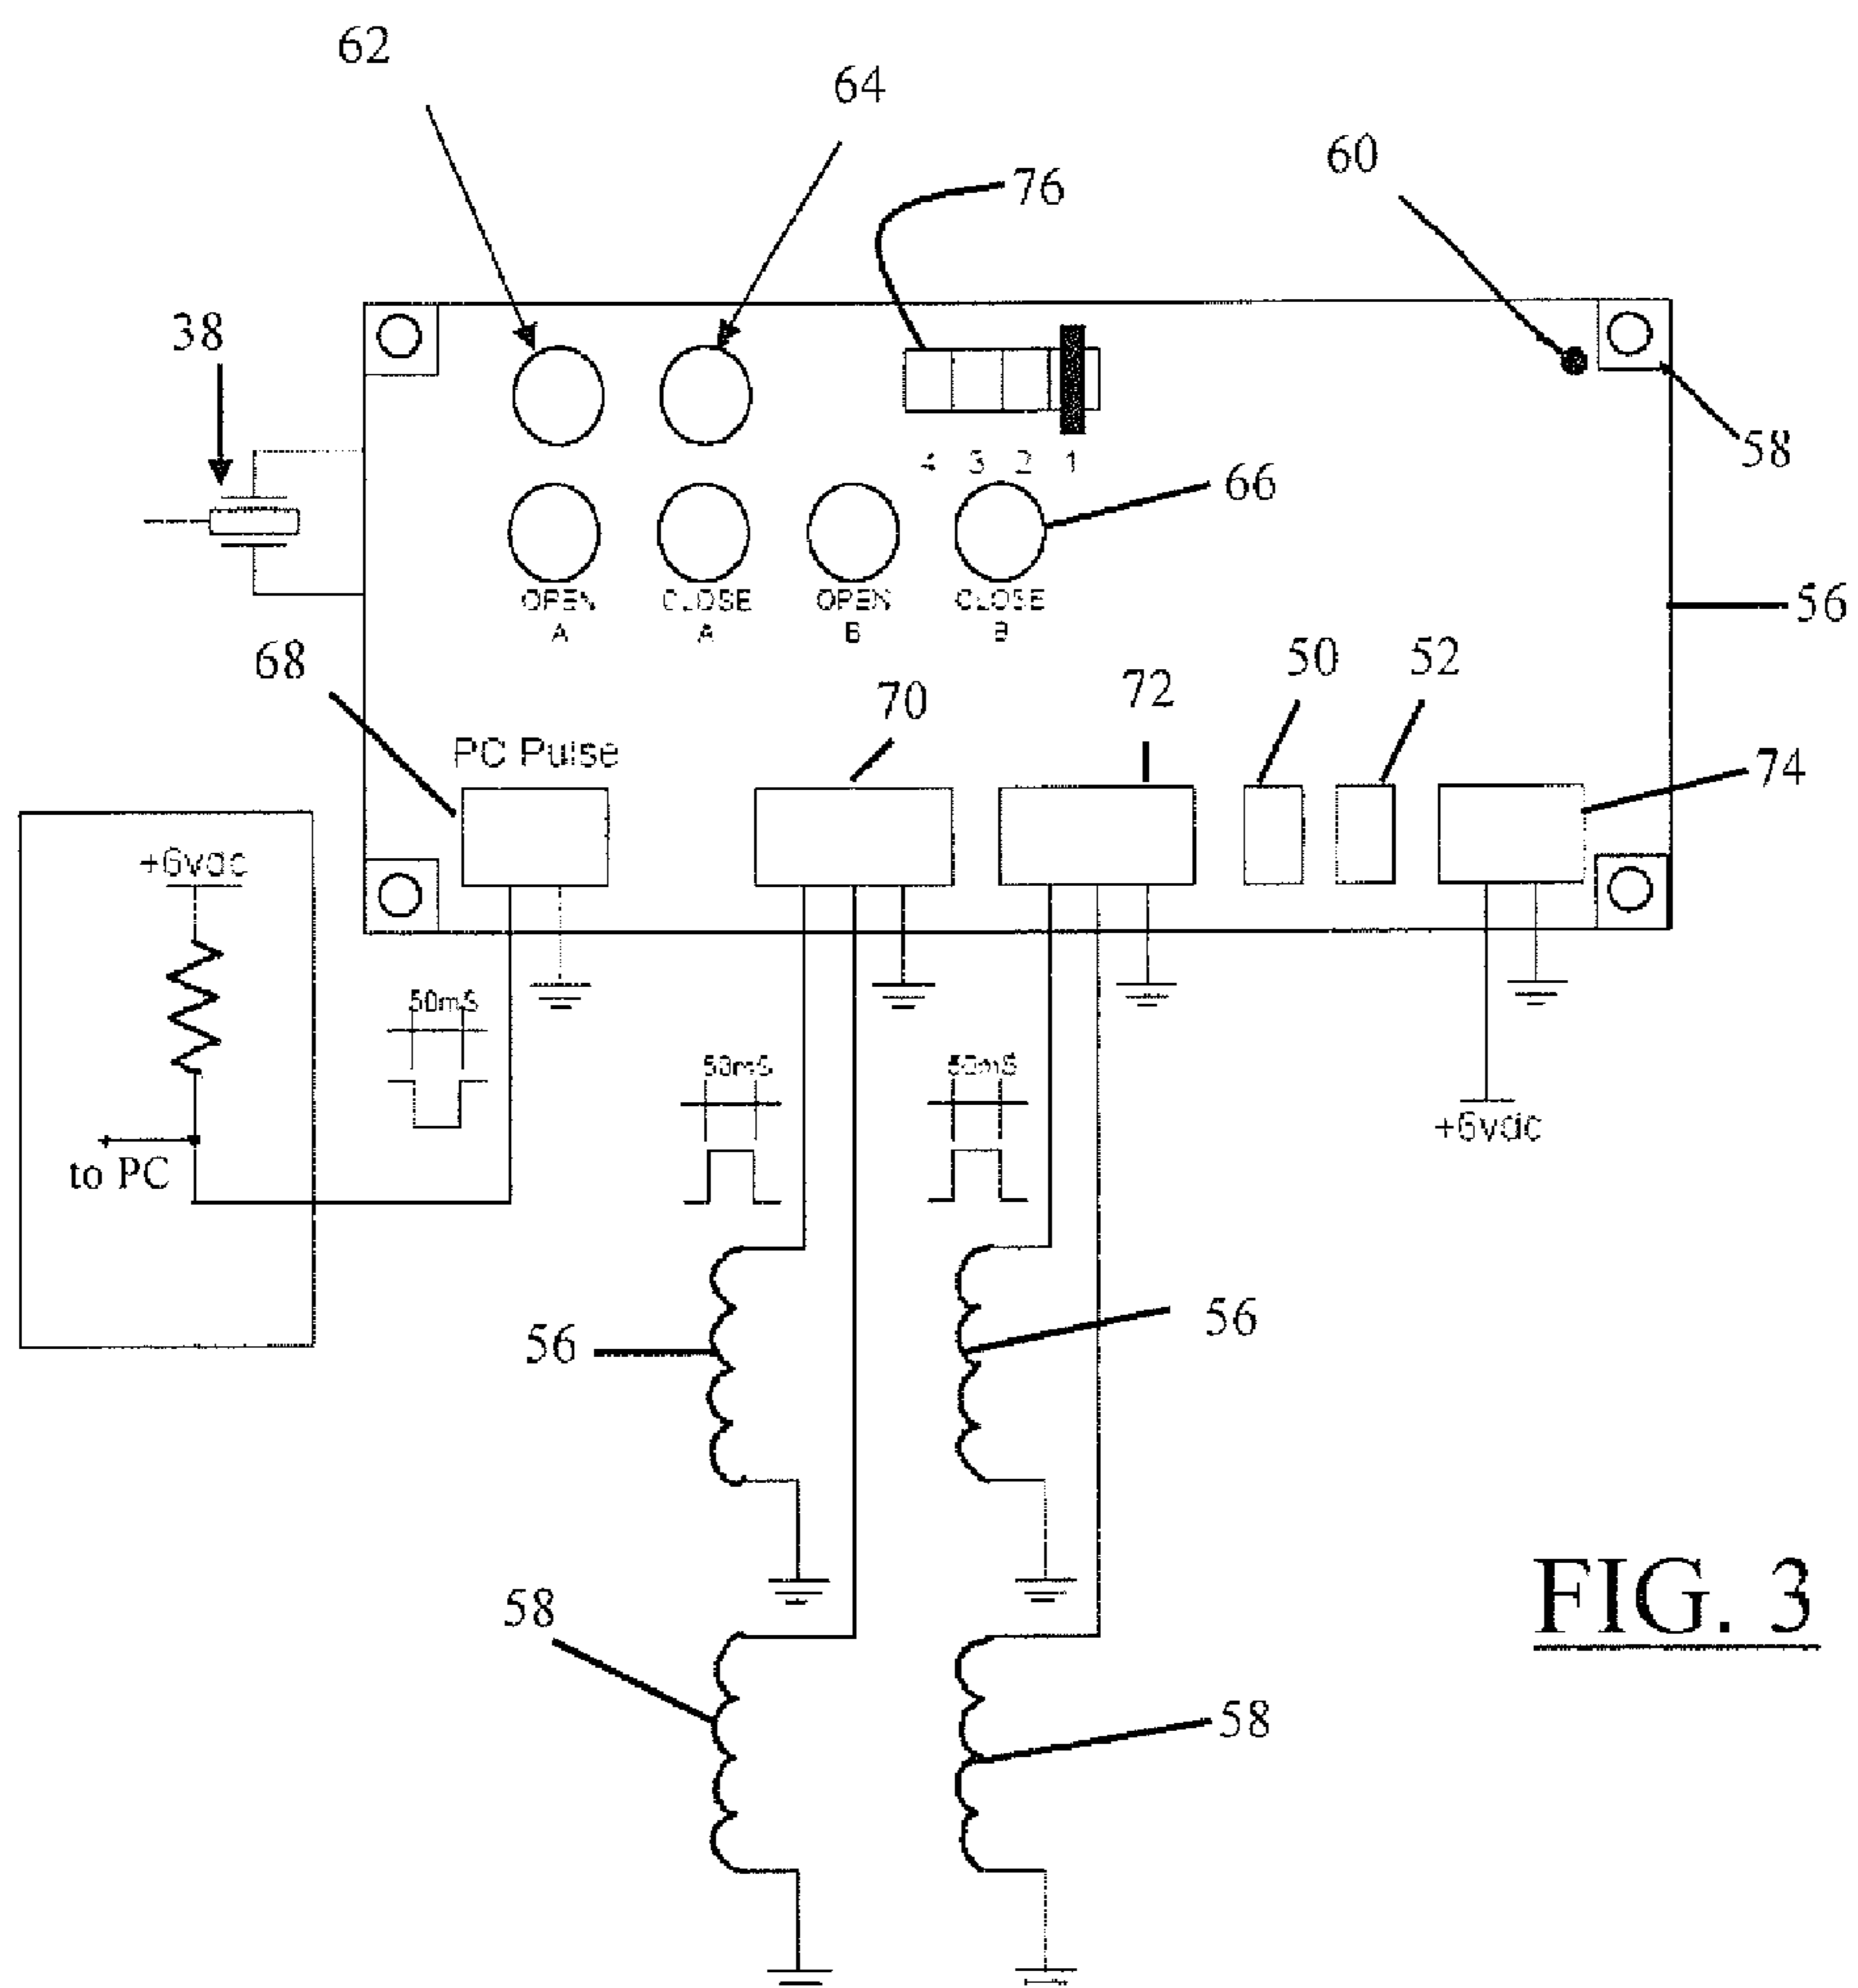 62
64
60
76
38
58
4 3 2 1
66
OPEN A
CLOSE A
OPEN B
CLOSE B
56
68
50
52
70
72
PC Pulse
74
+6vdc
50mS
50mS
50mS
+6vdc
to PC
56
56
58
58
FIG. 3